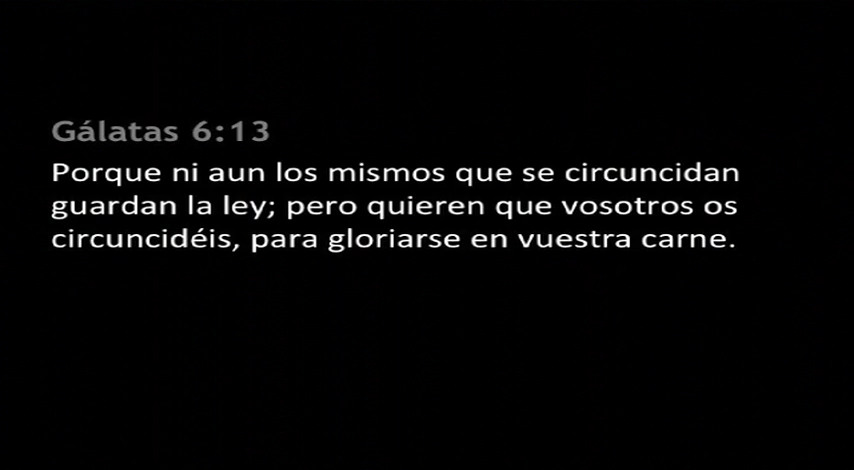 Gálatas 6:13
Porque ni aun los mismos que se circuncidan
guardan la ley; pero quieren que vosotros os
circuncidéis, para gloriarse en vuestra carne.